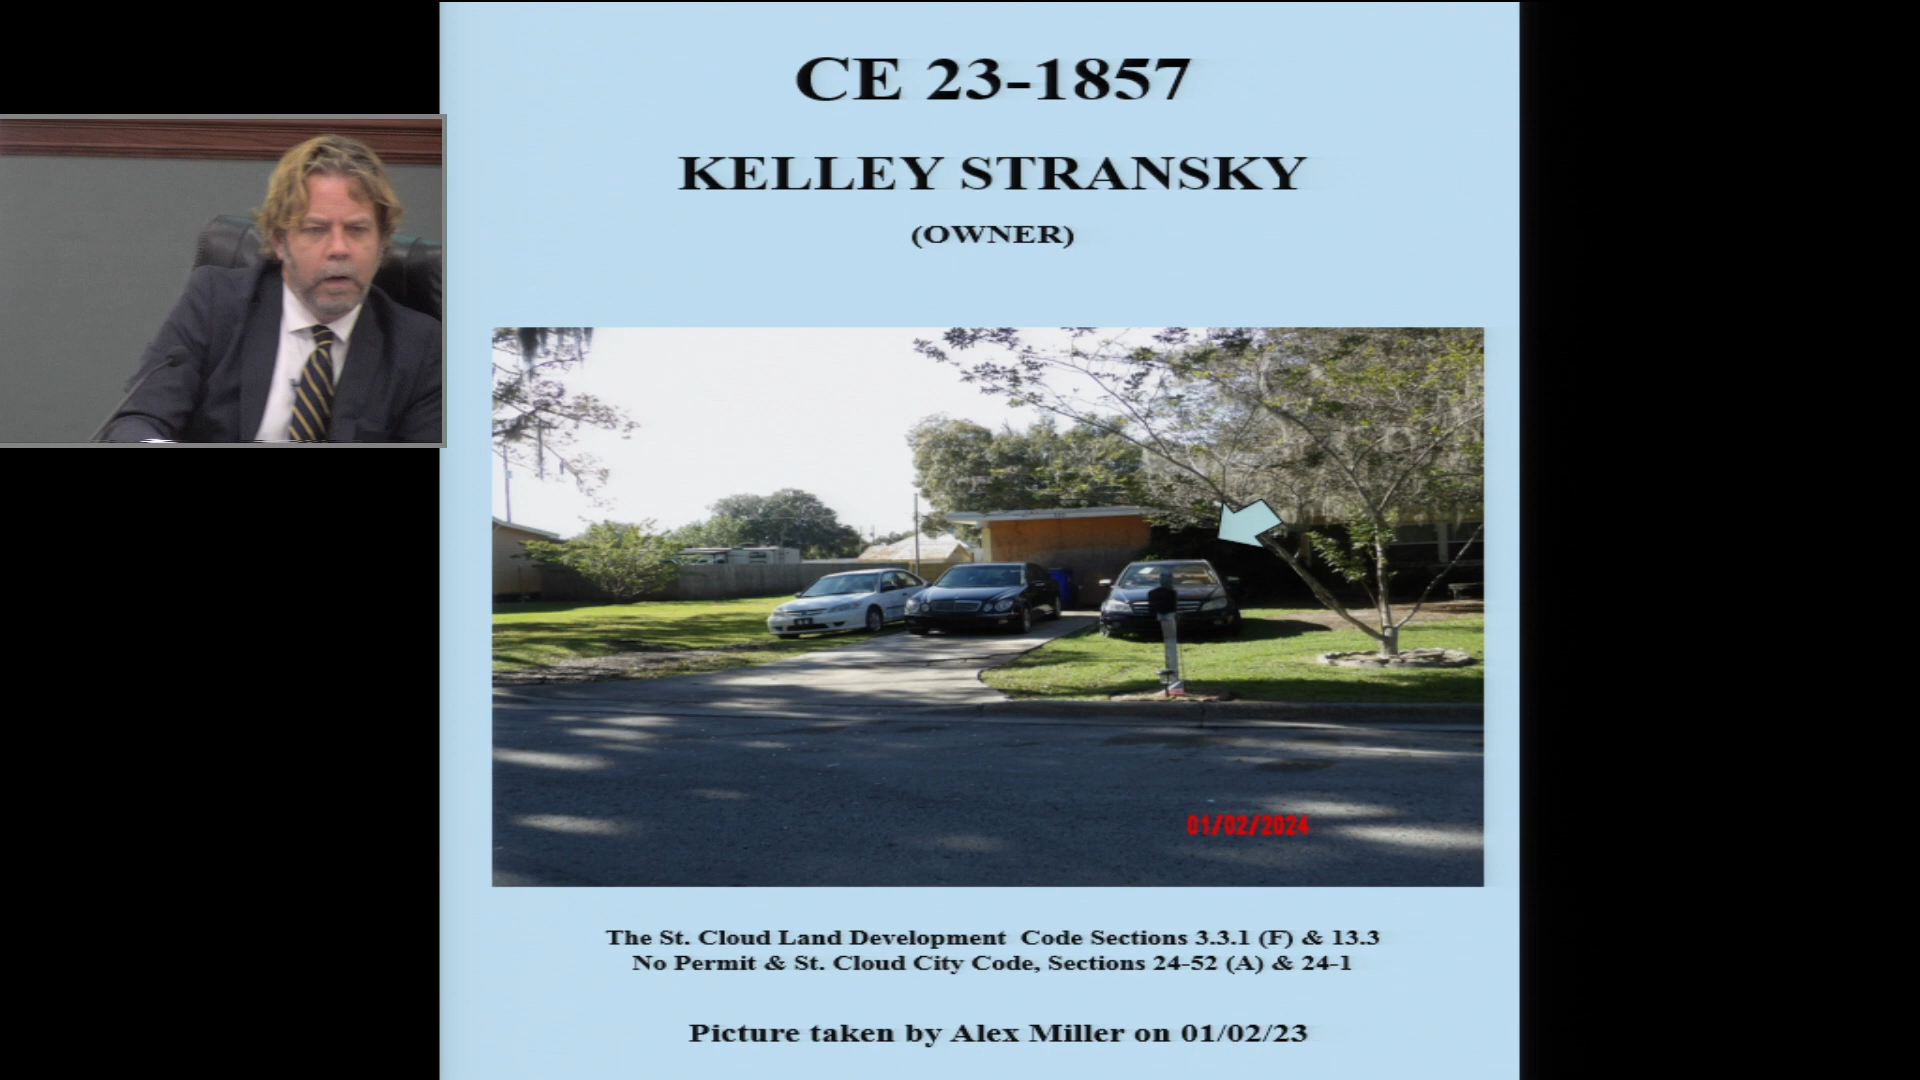 CE 23-1857
KELLEY STRANSKY
(OWNER)
01/02/2024
The St. Cloud Land Development Code Sections 3.3.1 (F) & 13.3
No Permit & St. Cloud City Code, Sections 24-52 (A) & 24-1
Picture taken by Alex Miller on 01/02/23